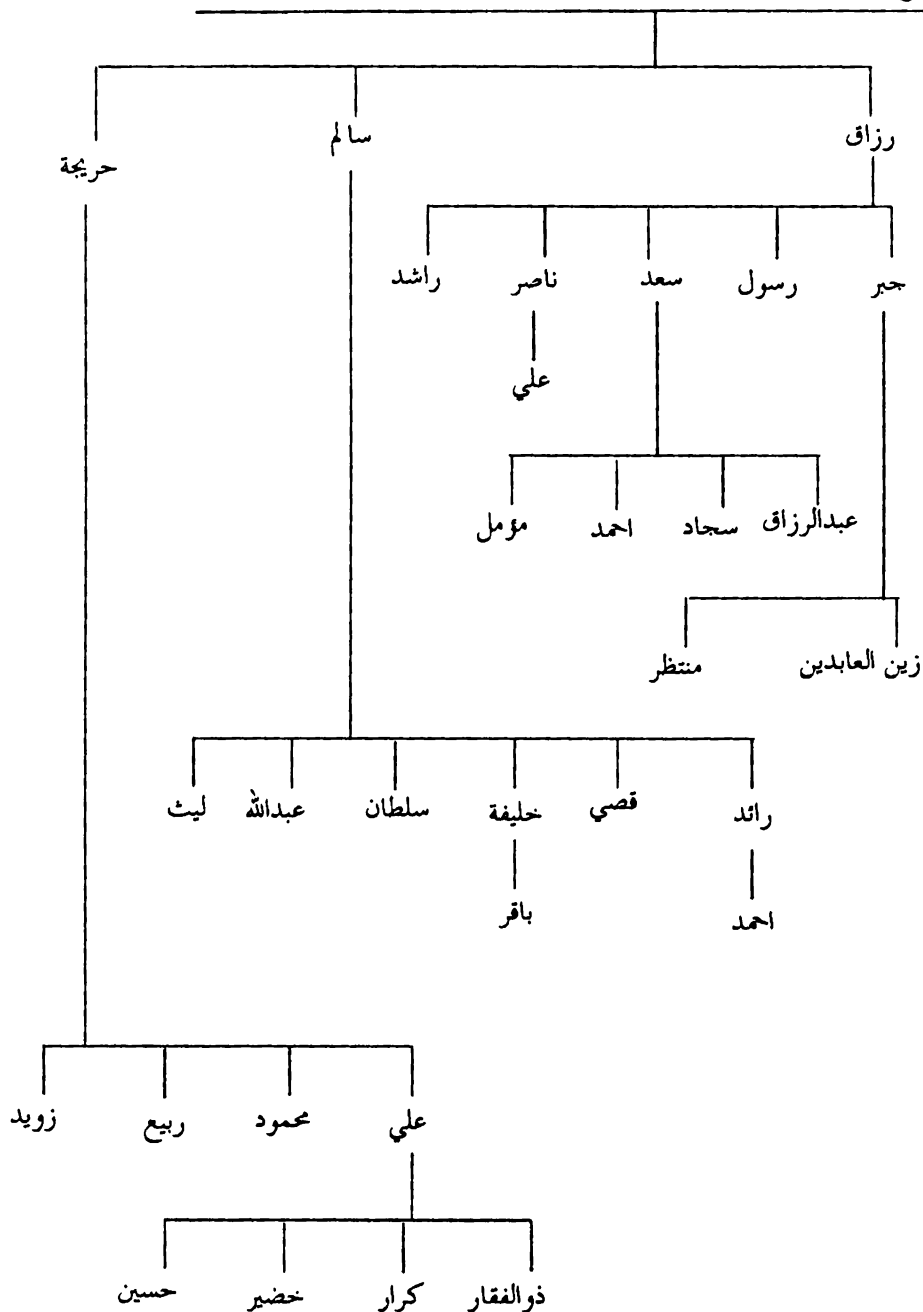 رزاق سالم حريجة
جبر رسول سعد ناصر راشد
علي
عبدالرزاق سجاد احمد مؤمل
زين العابدين منتظر
رائد قصي خليفة سلطان عبدالله ليث
احمد باقر
علي محمود ربيع زويد
ذوالفقار كرار خضير حسين